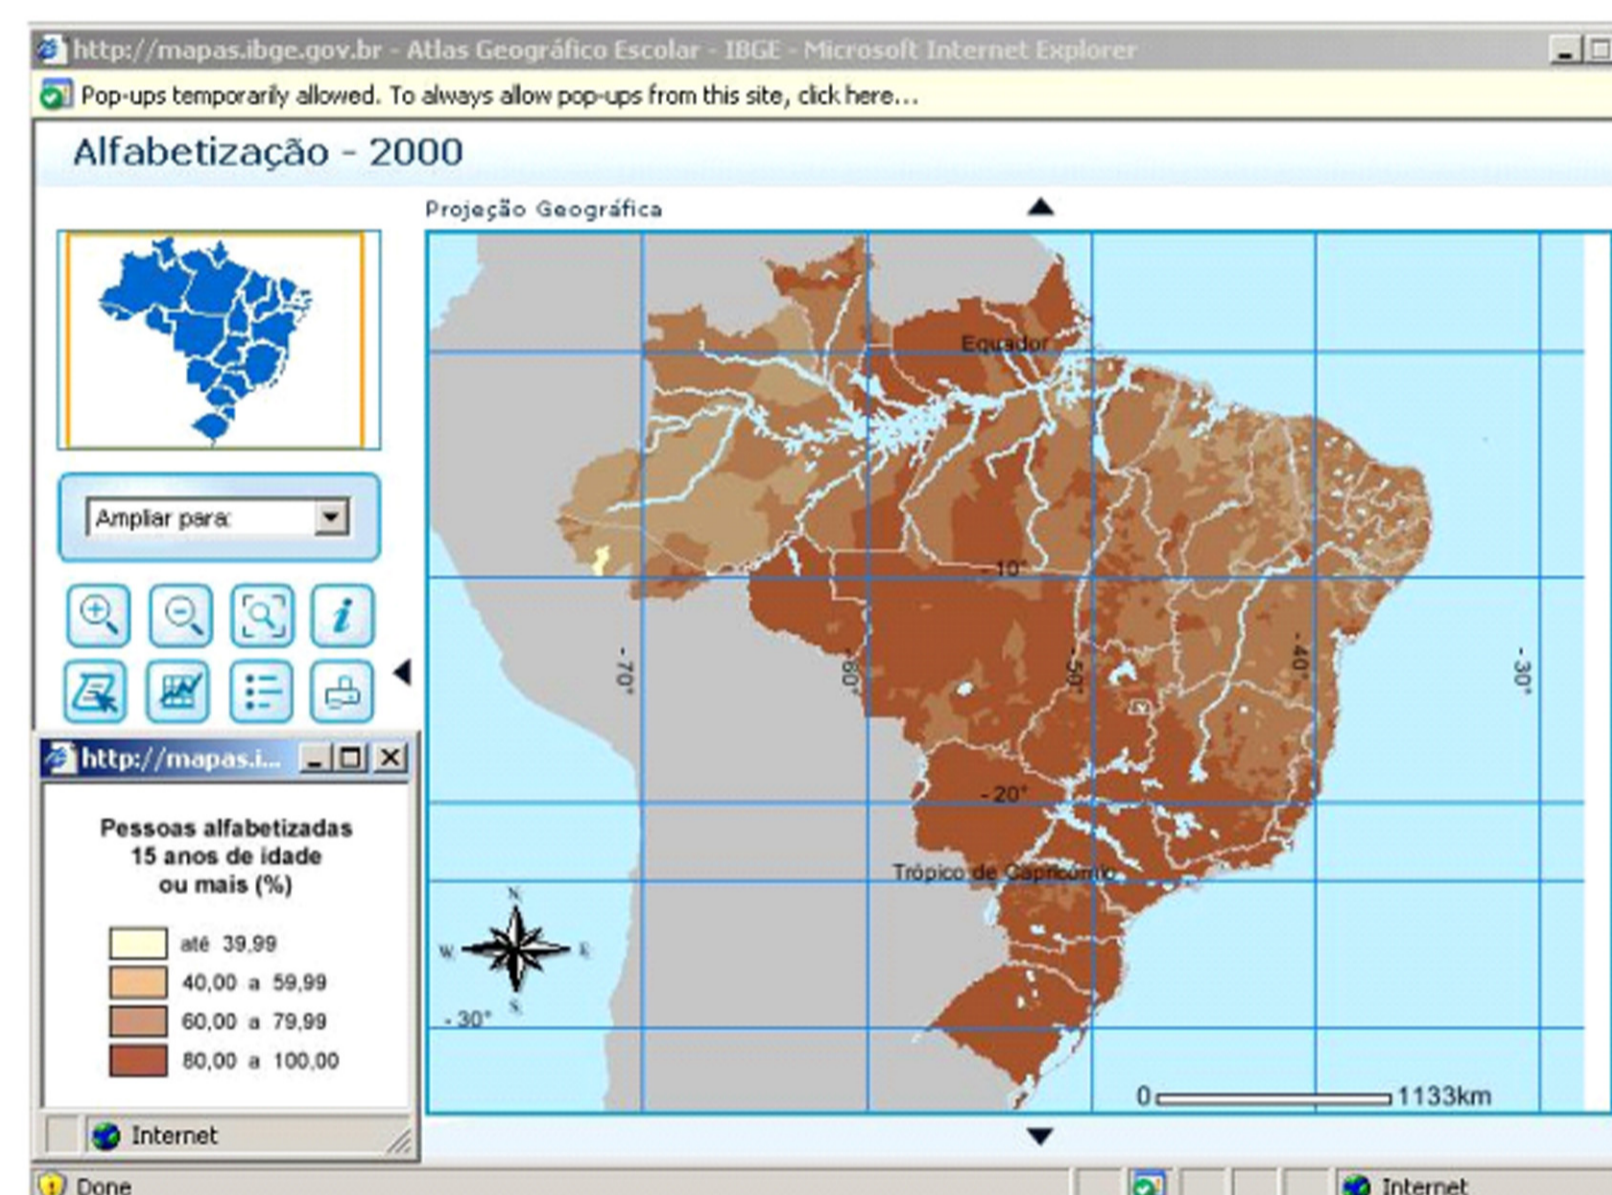 http://mapas.ibge.gov.br - Atlas Geográfico Escolar - IBGE - Microsoft Internet Explorer
Pop-ups temporarily allowed. To always allow pop-ups from this site, click here...
Alfabetização - 2000
Projeção Geográfica
Equador
Ampliar para:
- 10°
- 70°
- 60°
- 50°
- 40°
- 30°
http://mapas.i...
- 20°
Pessoas alfabetizadas
15 anos de idade
ou mais (%)
Trópico de Capricórnio
N
W
E
S
até 39,99
40,00 a 59,99
60,00 a 79,99
80,00 a 100,00
- 30°
0
1133km
Internet
Done
Internet